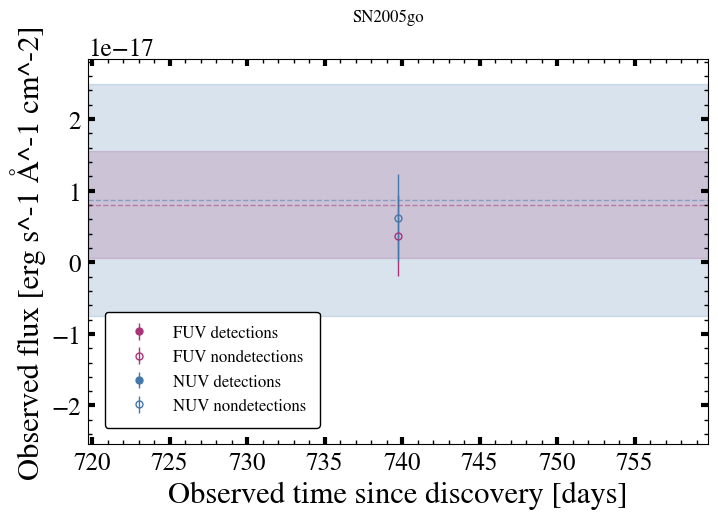 SN2005go
1e−17
Observed flux [erg s^-1 Å^-1 cm^-2]
2
1
0
−1
−2
FUV detections
FUV nondetections
NUV detections
NUV nondetections
720 725 730 735 740 745 750 755
Observed time since discovery [days]